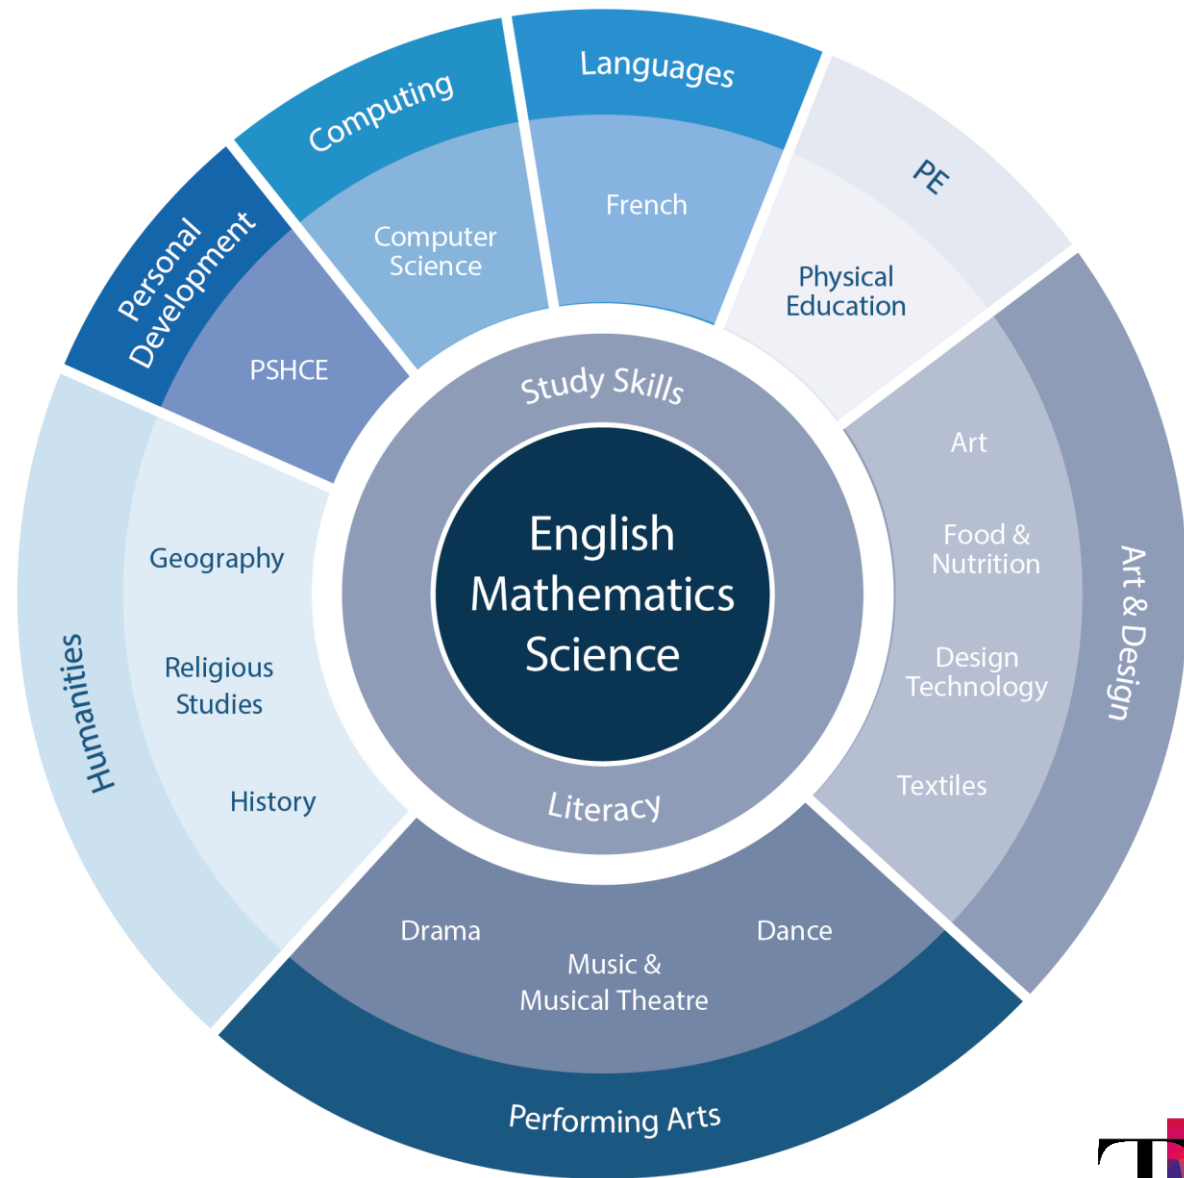 Languages
French
PE
Physical
Education
Art & Design
Art
Food &
Nutrition
Design
Technology
Textiles
Performing Arts
Dance
Music &
Musical Theatre
Drama
Humanities
Geography
Religious
Studies
History
Personal
Development
PSHCE
Computing
Computer
Science
Study Skills
English
Mathematics
Science
Literacy
T